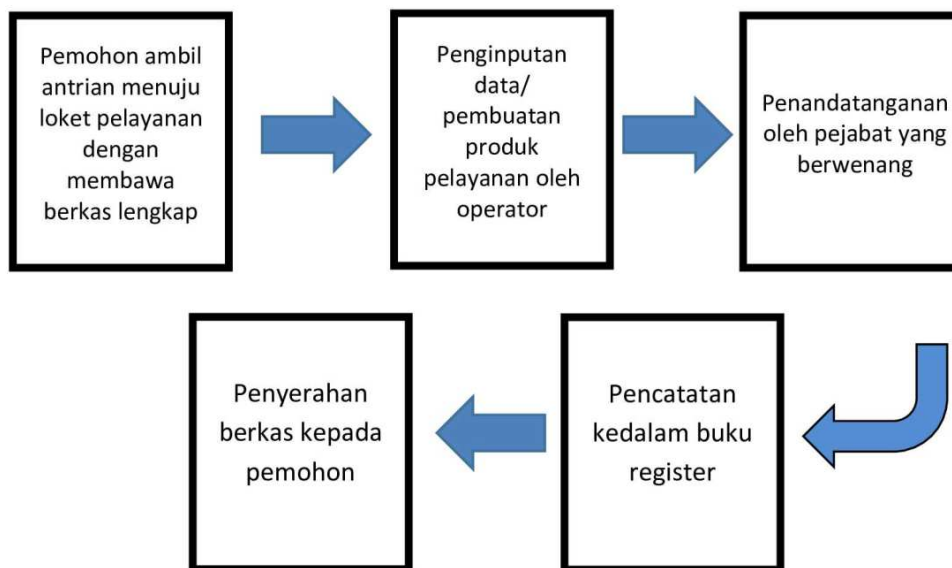 Pemohon ambil
antrian menuju
loket pelayanan
dengan
membawa
berkas lengkap
Penginputan
data/
pembuatan
produk
pelayanan oleh
operator
Penandatanganan
oleh pejabat yang
berwenang
Pencatatan
kedalam buku
register
Penyerahan
berkas kepada
pemohon